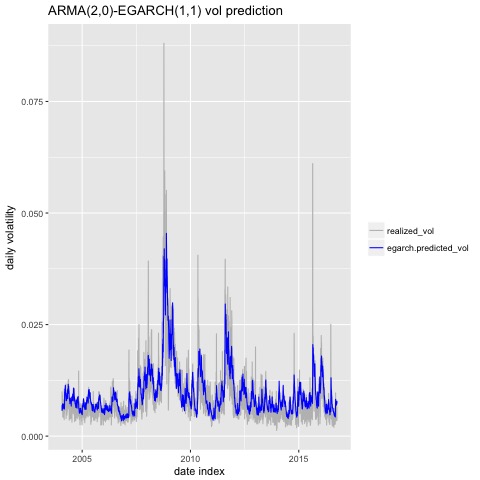 ARMA(2,0)-EGARCH(1,1) vol prediction
0.075
0.050
0.025
0.000
daily volatility
2005
2010
2015
date index
realized_vol
egarch.predicted_vol